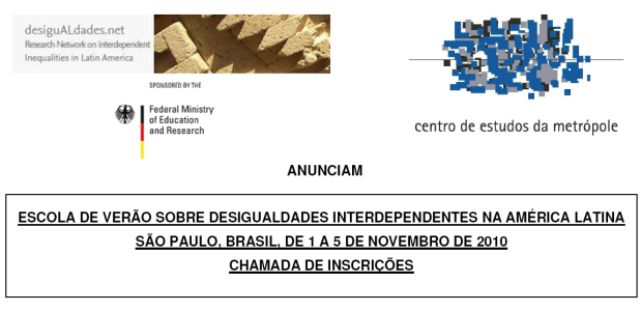 desiguALdades.net
Research Network on Interdependent
Inequalities in Latin America
SPONSORED BY THE
Federal Ministry
of Education
and Research
centro de estudos da metrópole
ANUNCIAM
ESCOLA DE VERÃO SOBRE DESIGUALDADES INTERDEPENDENTES NA AMÉRICA LATINA
SÃO PAULO, BRASIL, DE 1 A 5 DE NOVEMBRO DE 2010
CHAMADA DE INSCRIÇÕES